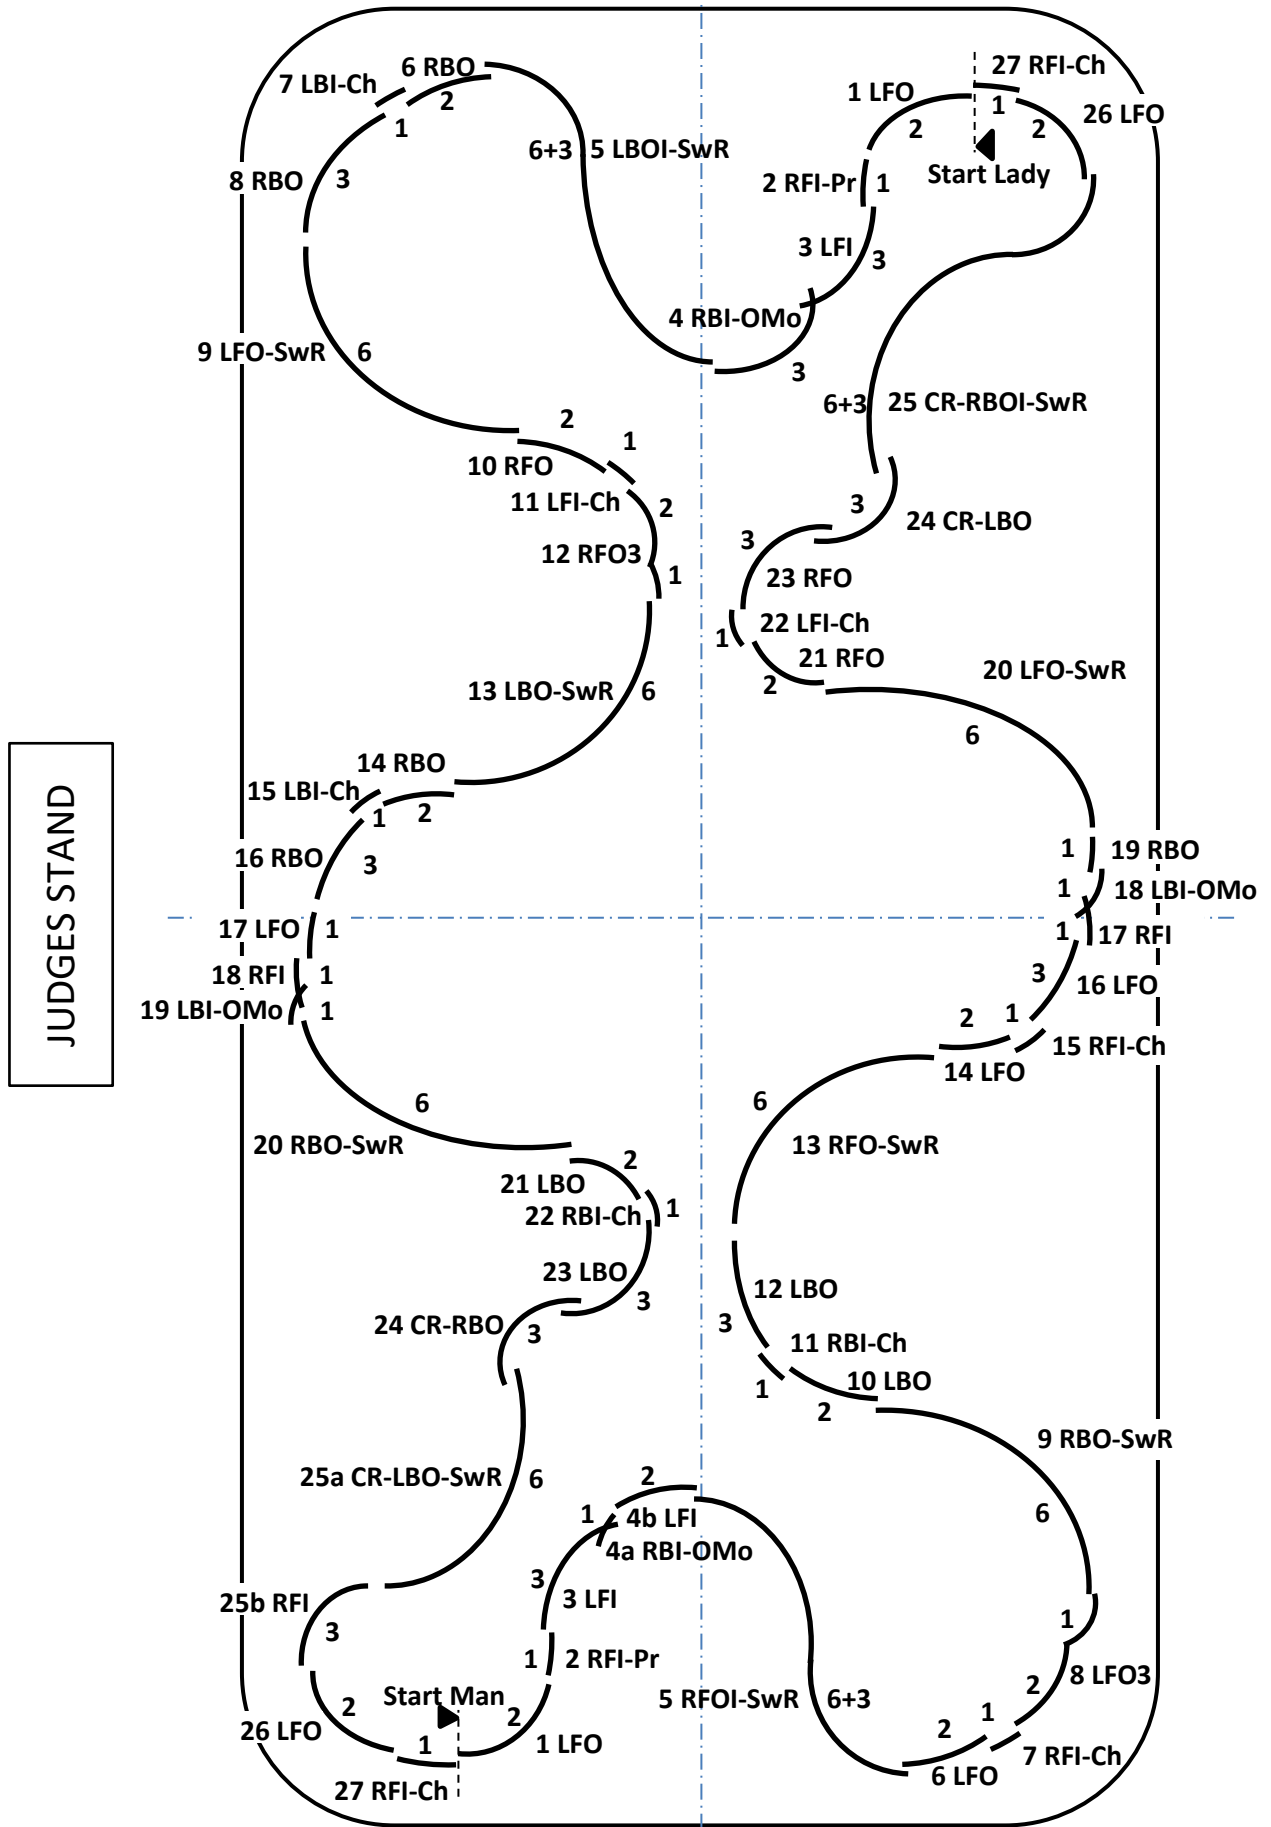 27 RFI-Ch
6 RBO
7 LBI-Ch
1 LFO
1
26 LFO
2
2
2
1
6+3
5 LBOI-SwR
Start Lady
8 RBO
3
2 RFI-Pr
1
3 LFI
3
4 RBI-OMo
9 LFO-SwR
6
3
6+3
25 CR-RBOI-SwR
2
1
10 RFO
11 LFI-Ch
2
3
24 CR-LBO
12 RFO3
3
1
23 RFO
22 LFI-Ch
1
21 RFO
20 LFO-SwR
2
13 LBO-SwR
6
6
14 RBO
15 LBI-Ch
1
2
16 RBO
3
1
19 RBO
1
18 LBI-OMo
JUDGES STAND
17 LFO
1
1
17 RFI
18 RFI
1
3
16 LFO
19 LBI-OMo
1
2
1
15 RFI-Ch
14 LFO
6
6
20 RBO-SwR
13 RFO-SwR
2
21 LBO
22 RBI-Ch
1
23 LBO
3
12 LBO
24 CR-RBO
3
3
11 RBI-Ch
1
10 LBO
2
9 RBO-SwR
25a CR-LBO-SwR
6
2
6
1
4b LFI
4a RBI-OMo
3
3 LFI
25b RFI
3
1
1
2 RFI-Pr
8 LFO3
2
Start Man
5 RFOI-SwR
6+3
2
2
1
26 LFO
1
1 LFO
2
7 RFI-Ch
27 RFI-Ch
6 LFO